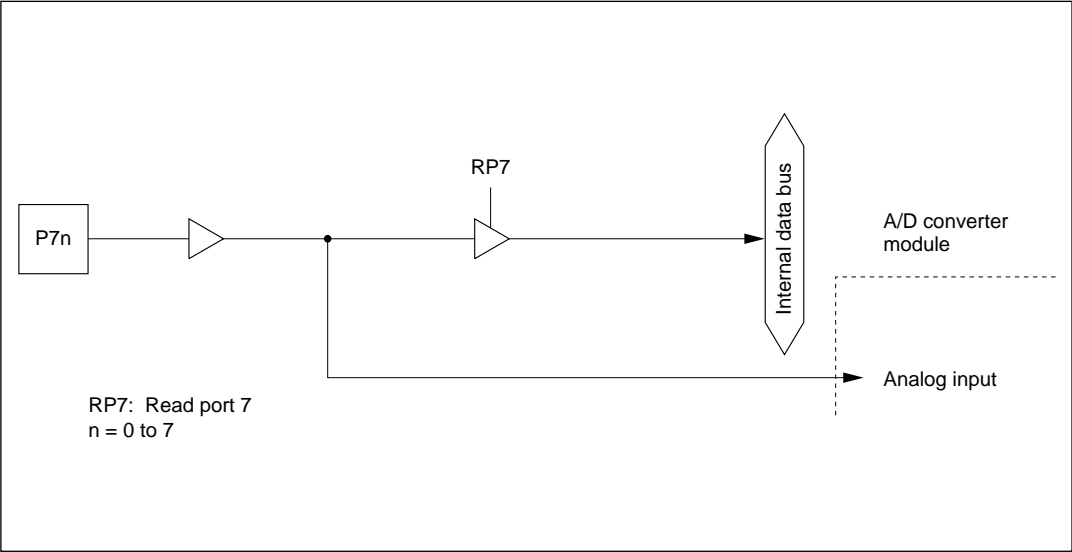 RP7
P7n
Internal data bus
A/D converter
module
Analog input
RP7: Read port 7
n = 0 to 7